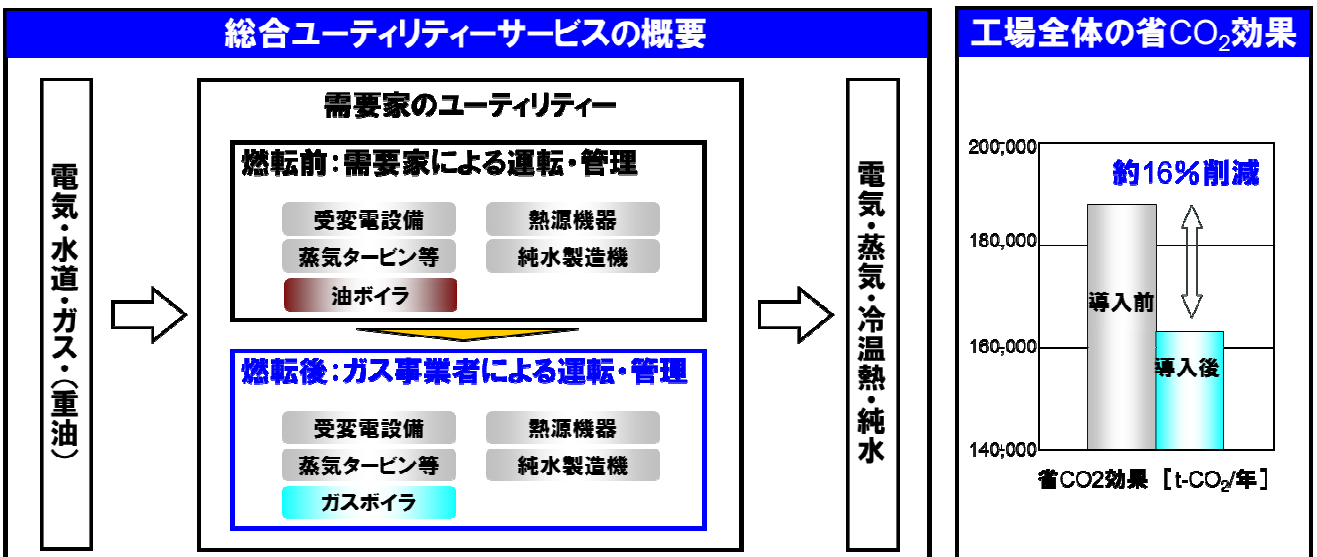 総合ユーティリティーサービスの概要
電気・水道・ガス・(重油)
需要家のユーティリティー
燃転前:需要家による運転・管理
受変電設備
熱源機器
蒸気タービン等
純水製造機
油ボイラ
燃転後:ガス事業者による運転・管理
受変電設備
熱源機器
蒸気タービン等
純水製造機
ガスボイラ
電気・蒸気・冷温熱・純水
工場全体の省CO₂効果
200,000
180,000
160,000
140,000
約16%削減
導入前
導入後
省CO2効果 [t-CO₂/年]